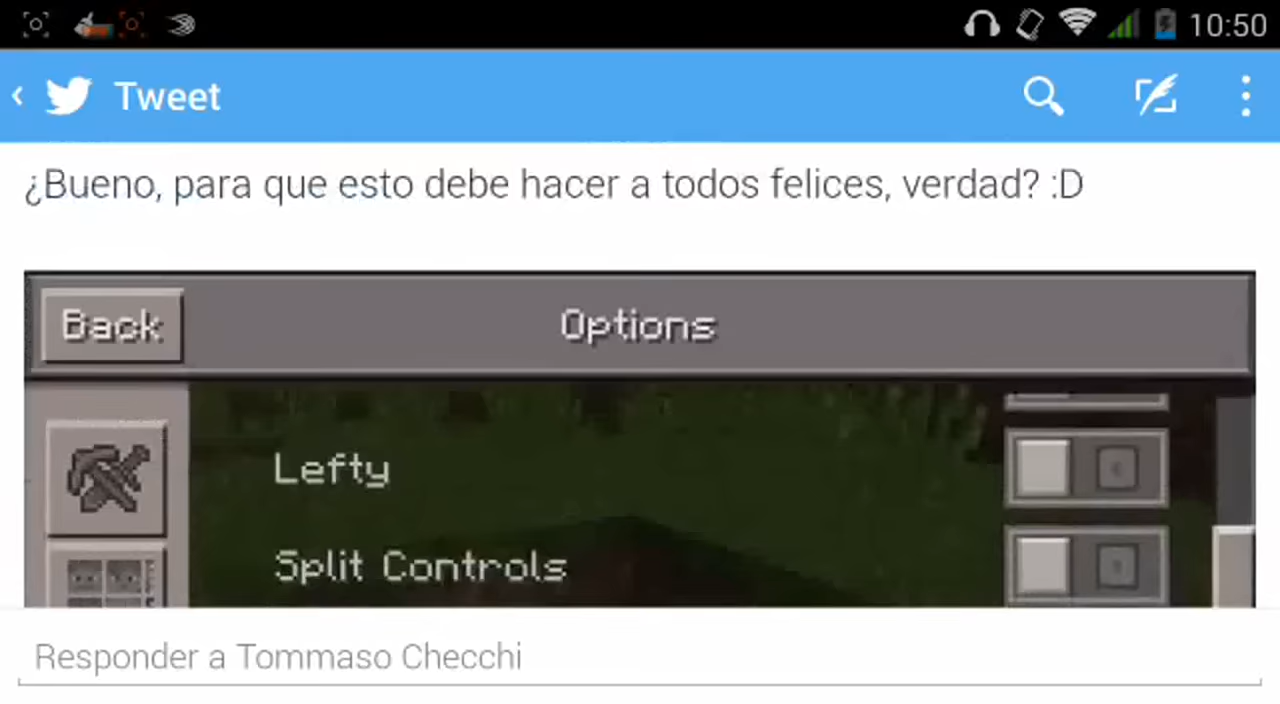 10:50
Tweet
¿Bueno, para que esto debe hacer a todos felices, verdad? :D
Back
Options
Lefty
Split Controls
Responder a Tommaso Checchi